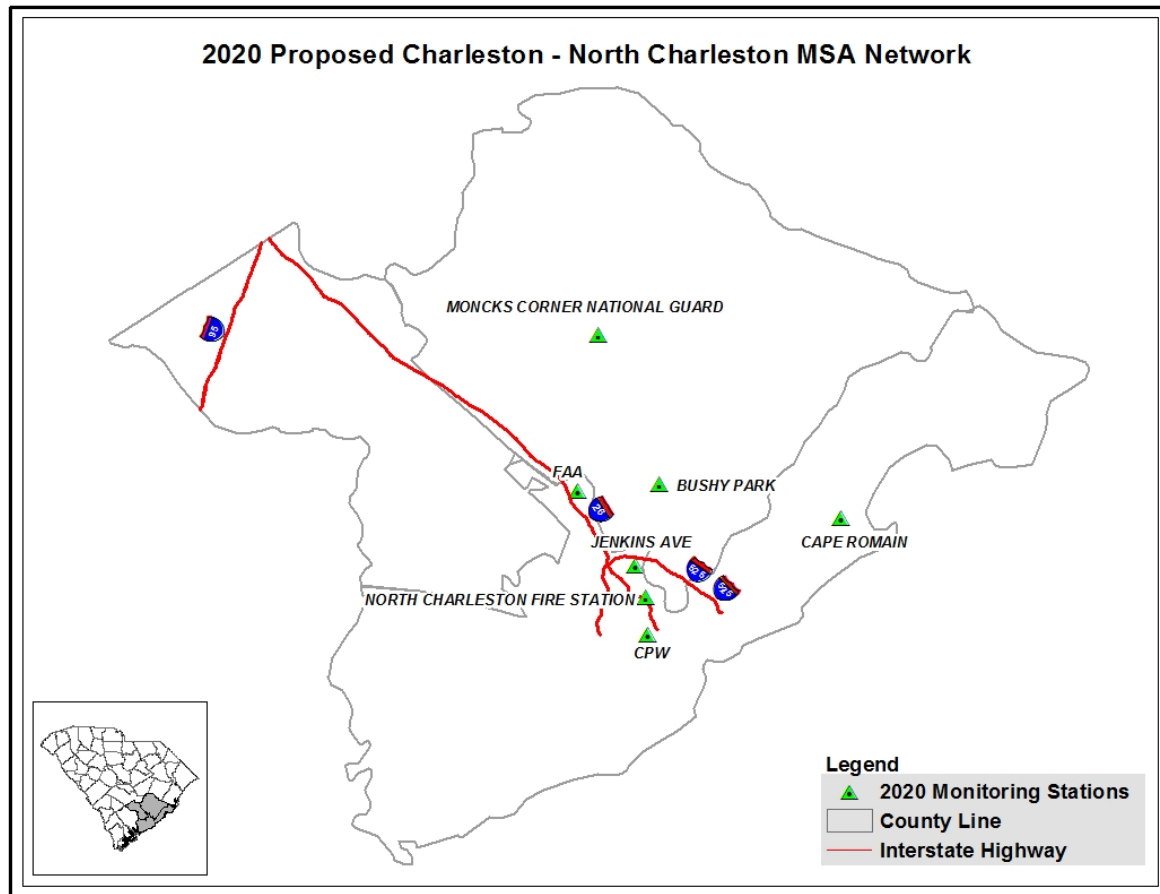 2020 Proposed Charleston - North Charleston MSA Network
MONCKS CORNER NATIONAL GUARD
95
FAA
BUSHY PARK
26
JENKINS AVE
CAPE ROMAIN
526
526
NORTH CHARLESTON FIRE STATION
CPW
Legend
2020 Monitoring Stations
County Line
Interstate Highway